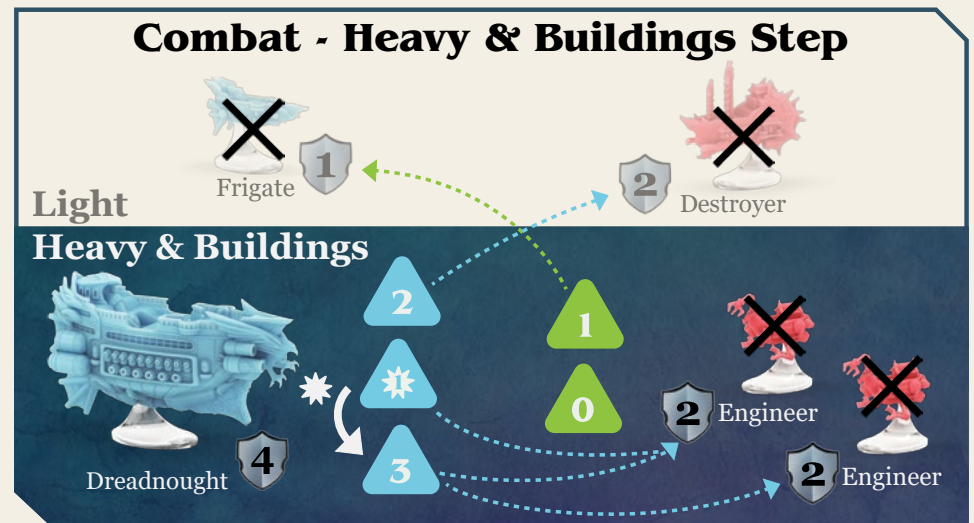 Combat - Heavy & Buildings Step
Frigate
1
2
Destroyer
Light
Heavy & Buildings
2
1
1
0
3
Dreadnought
4
2
Engineer
2
Engineer